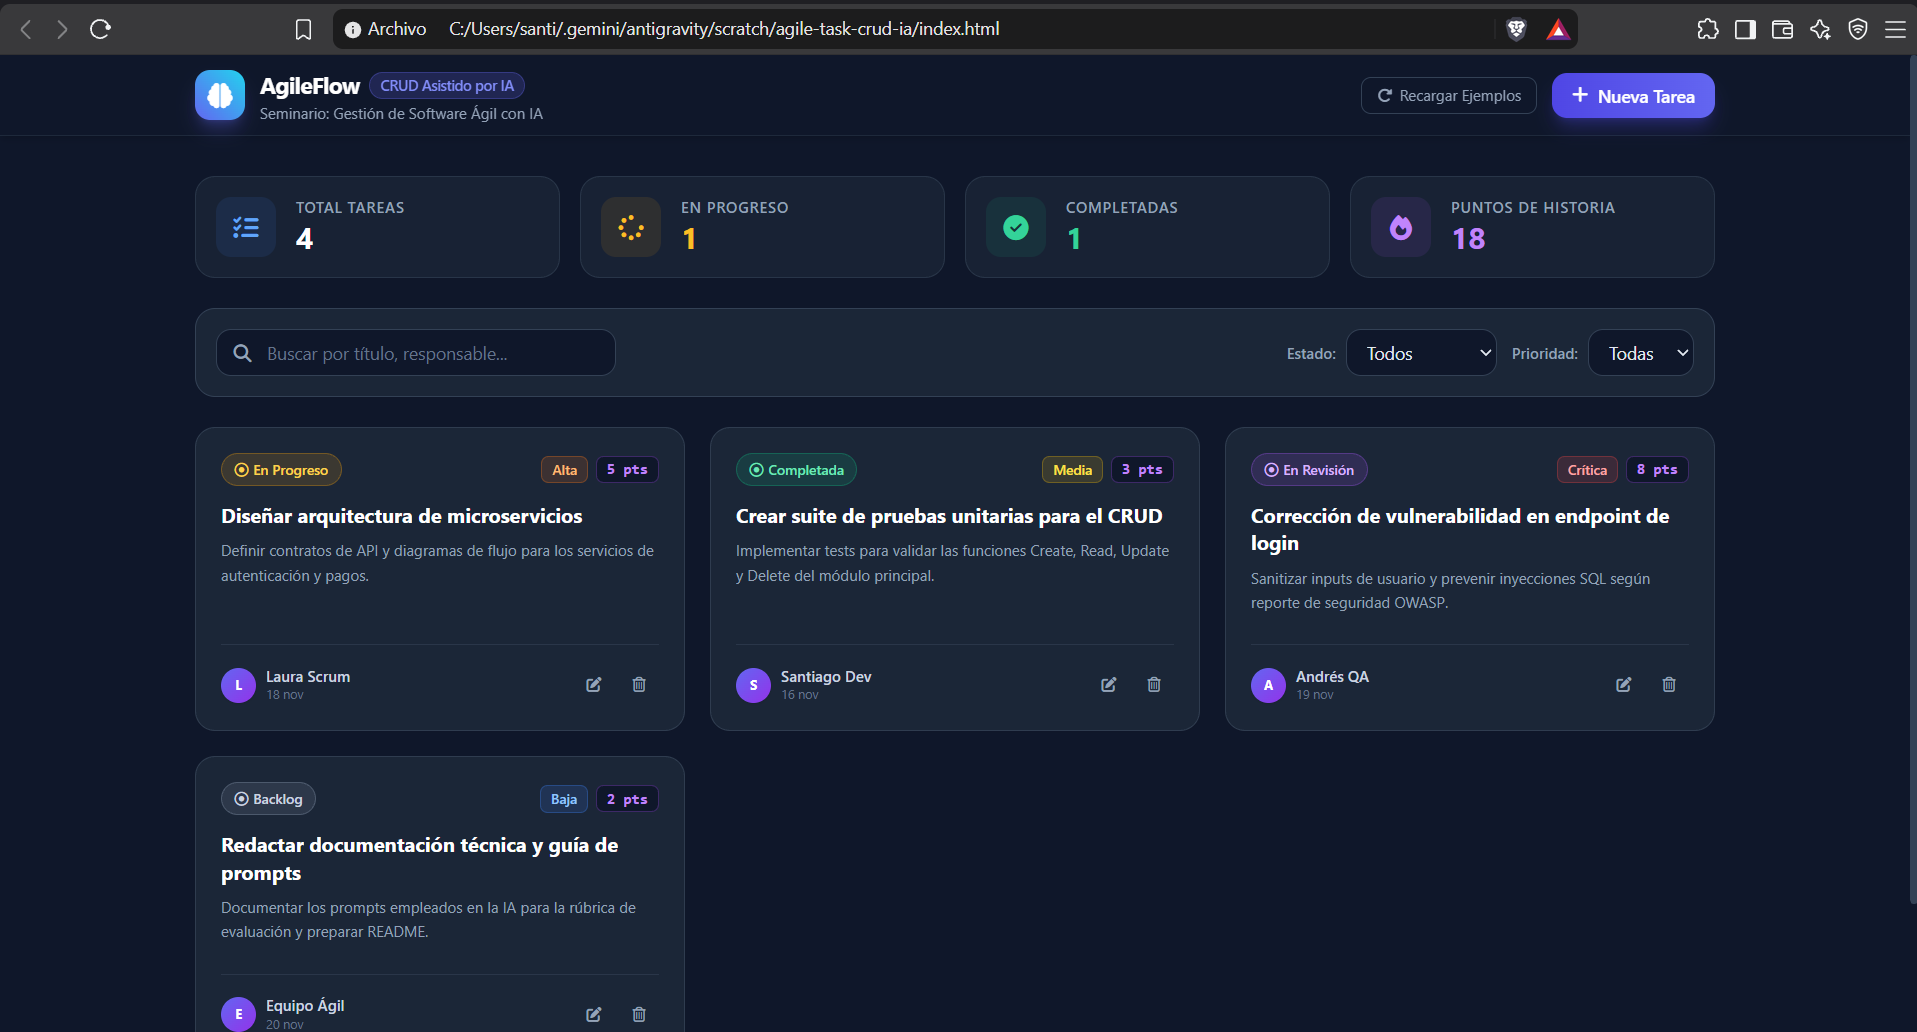 Archivo C:/Users/santi/.gemini/antigravity/scratch/agile-task-crud-ia/index.html
AgileFlow CRUD Asistido por IA
Seminario: Gestión de Software Ágil con IA
Recargar Ejemplos
+ Nueva Tarea
TOTAL TAREAS
4
EN PROGRESO
1
COMPLETADAS
1
PUNTOS DE HISTORIA
18
Buscar por título, responsable...
Estado: Todos Prioridad: Todas
En Progreso Alta 5 pts
Diseñar arquitectura de microservicios
Definir contratos de API y diagramas de flujo para los servicios de
autenticación y pagos.
L Laura Scrum
18 nov
Completada Media 3 pts
Crear suite de pruebas unitarias para el CRUD
Implementar tests para validar las funciones Create, Read, Update
y Delete del módulo principal.
S Santiago Dev
16 nov
En Revisión Crítica 8 pts
Corrección de vulnerabilidad en endpoint de
login
Sanitizar inputs de usuario y prevenir inyecciones SQL según
reporte de seguridad OWASP.
A Andrés QA
19 nov
Backlog Baja 2 pts
Redactar documentación técnica y guía de
prompts
Documentar los prompts empleados en la IA para la rúbrica de
evaluación y preparar README.
E Equipo Ágil
20 nov